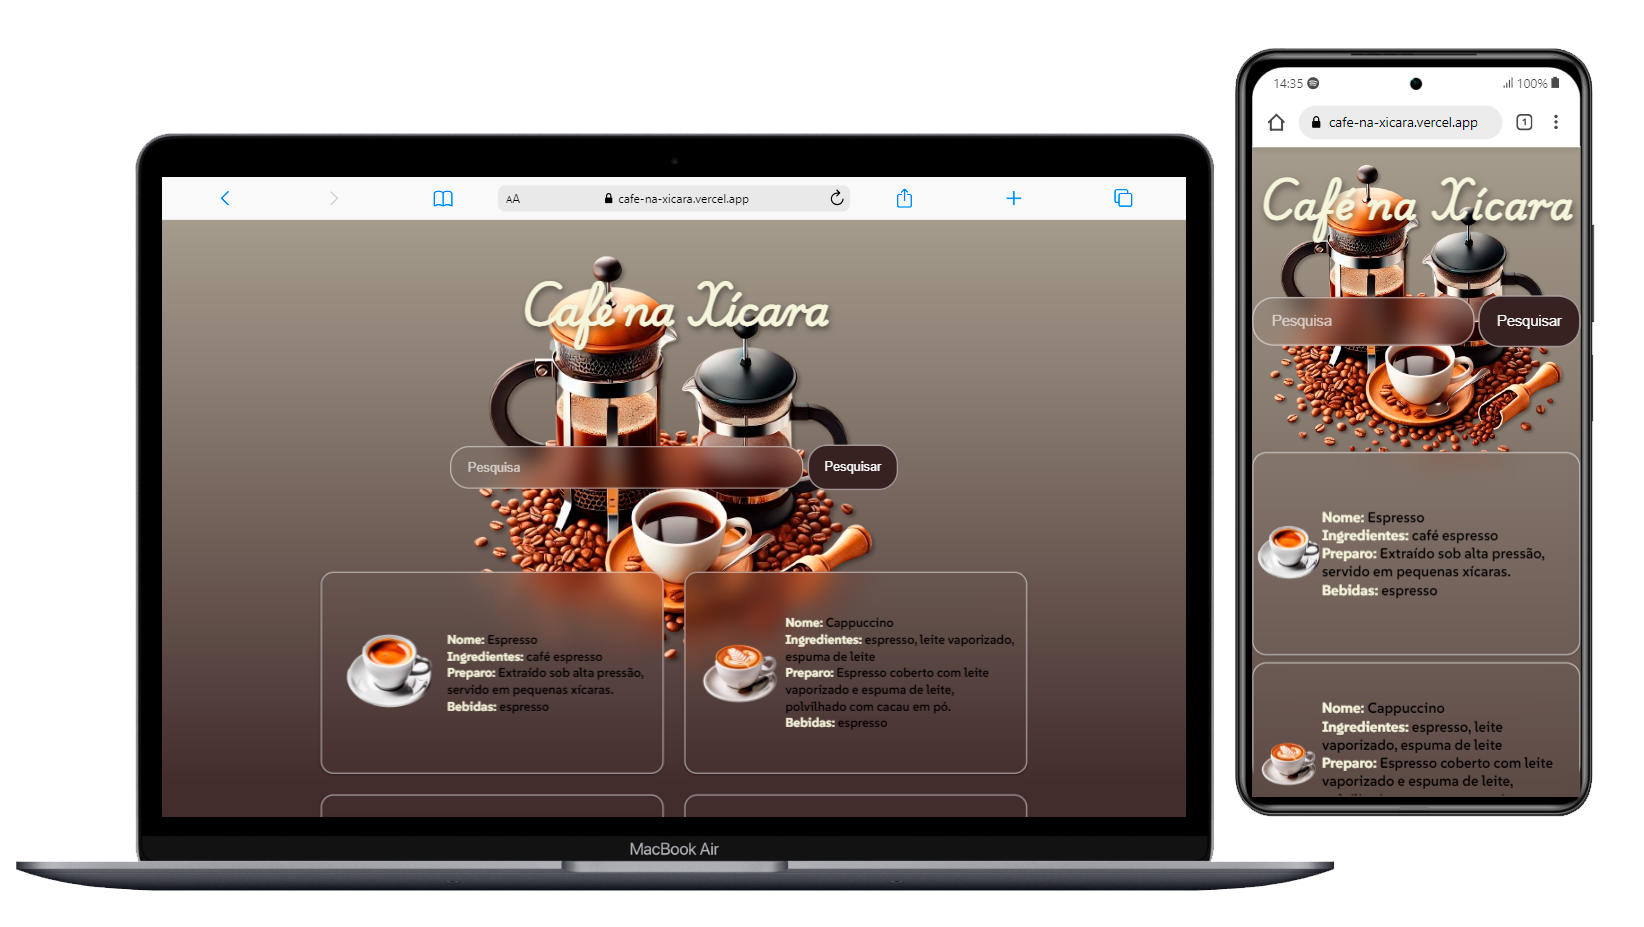 AA
cafe-na-xicara.vercel.app
Café na Xícara
Pesquisa
Pesquisar
Nome: Espresso
Ingredientes: café espresso
Preparo: Extraído sob alta pressão,
servido em pequenas xícaras.
Bebidas: espresso
Nome: Cappuccino
Ingredientes: espresso, leite vaporizado,
espuma de leite
Preparo: Espresso coberto com leite
vaporizado e espuma de leite,
polvilhado com cacau em pó.
Bebidas: espresso
MacBook Air
14:35
100%
cafe-na-xicara.vercel.app
1
Café na Xícara
Pesquisa
Pesquisar
Nome: Espresso
Ingredientes: café espresso
Preparo: Extraído sob alta pressão,
servido em pequenas xícaras.
Bebidas: espresso
Nome: Cappuccino
Ingredientes: espresso, leite
vaporizado, espuma de leite
Preparo: Espresso coberto com leite
vaporizado e espuma de leite,